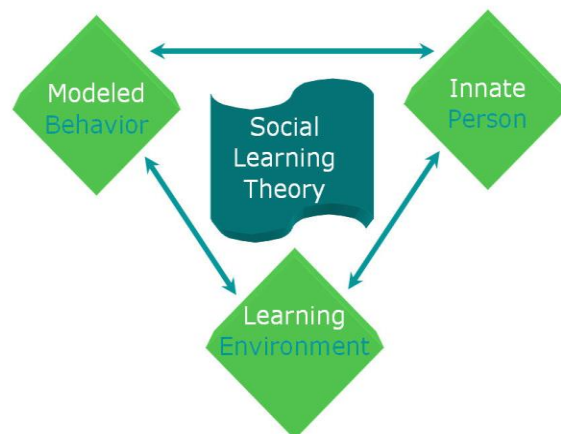 Modeled
Behavior
Innate
Person
Social
Learning
Theory
Learning
Environment